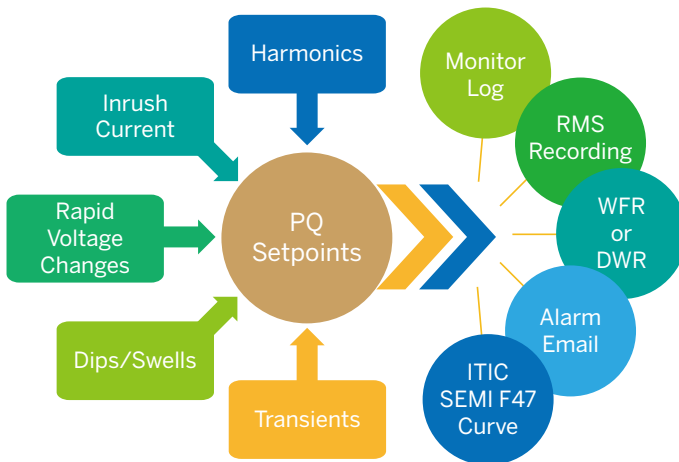 Harmonics
Inrush
Current
Rapid
Voltage
Changes
Dips/Swells
Transients
PQ
Setpoints
Monitor
Log
RMS
Recording
WFR
or
DWR
Alarm
Email
ITIC
SEMI F47
Curve